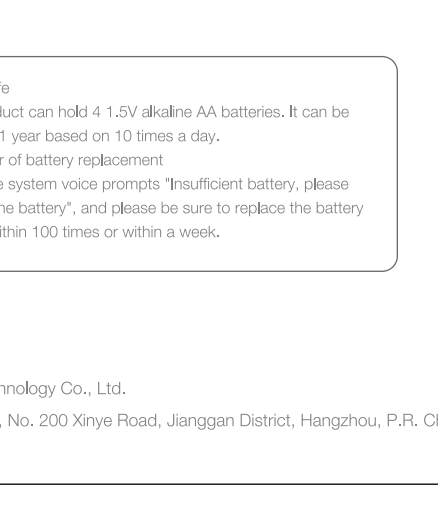 fe
duct can hold 4 1.5V alkaline AA batteries. It can be
1 year based on 10 times a day.
r of battery replacement
e system voice prompts "Insufficient battery, please
he battery", and please be sure to replace the battery
ithin 100 times or within a week.
hnology Co., Ltd.
, No. 200 Xinye Road, Jianggan District, Hangzhou, P.R. Ch